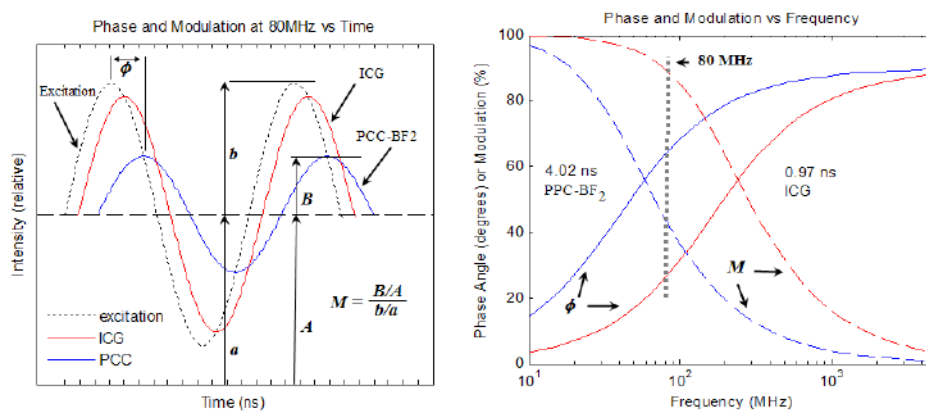 Phase and Modulation at 80MHz vs Time
Intensity (relative)
ϕ
Excitation
ICG
PCC-BF2
b
B
M = B/A
b/a
A
a
excitation
ICG
PCC
Time (ns)
Phase and Modulation vs Frequency
Phase Angle (degrees) or Modulation (%)
100
80
60
40
20
0
80 MHz
4.02 ns
PPC-BF2
0.97 ns
ICG
M
ϕ
10^1
10^2
10^3
Frequency (MHz)